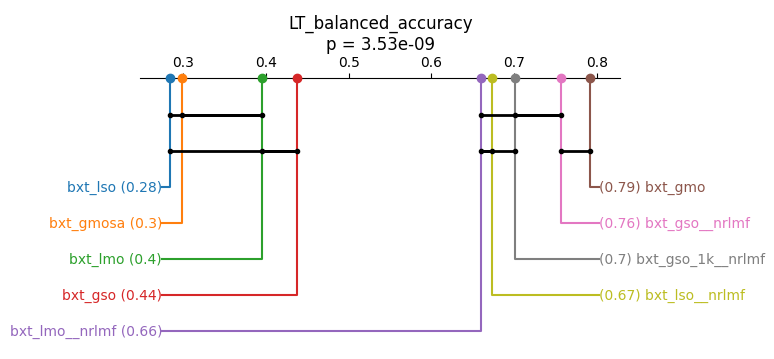 LT_balanced_accuracy
p = 3.53e-09
0.3 0.4 0.5 0.6 0.7 0.8
bxt_lso (0.28) (0.79) bxt_gmo
bxt_gmosa (0.3) (0.76) bxt_gso__nrlmf
bxt_lmo (0.4) (0.7) bxt_gso_1k__nrlmf
bxt_gso (0.44) (0.67) bxt_lso__nrlmf
bxt_lmo__nrlmf (0.66)